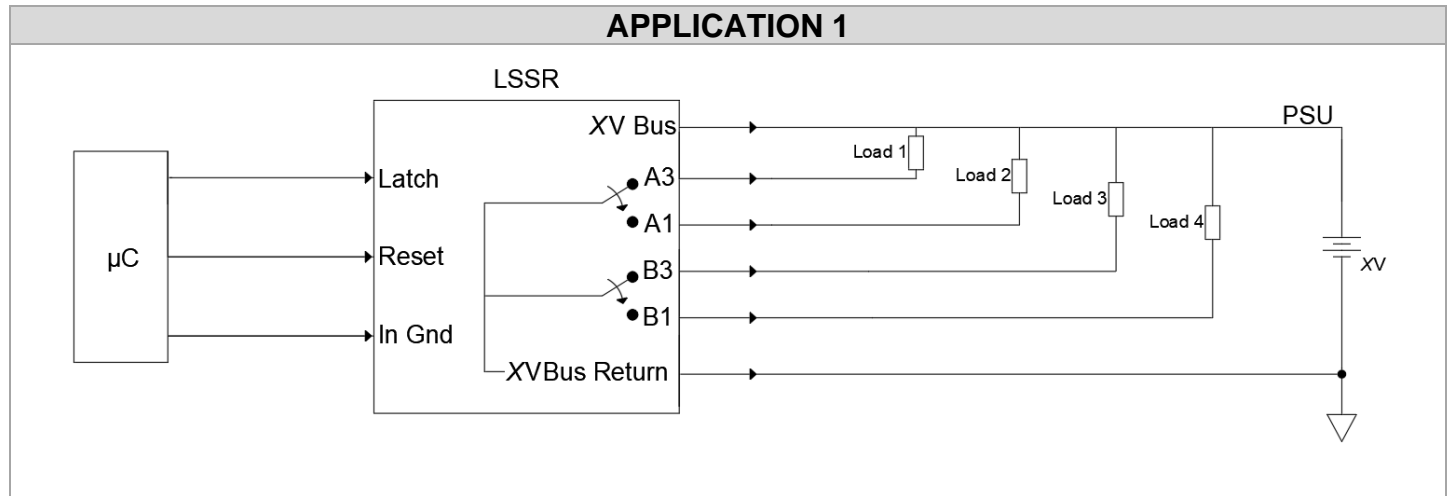 APPLICATION 1
LSSR
XV Bus
PSU
Latch
A3
Load 1
Load 2
A1
Load 3
Load 4
µC
Reset
B3
XV
B1
In Gnd
XVBus Return